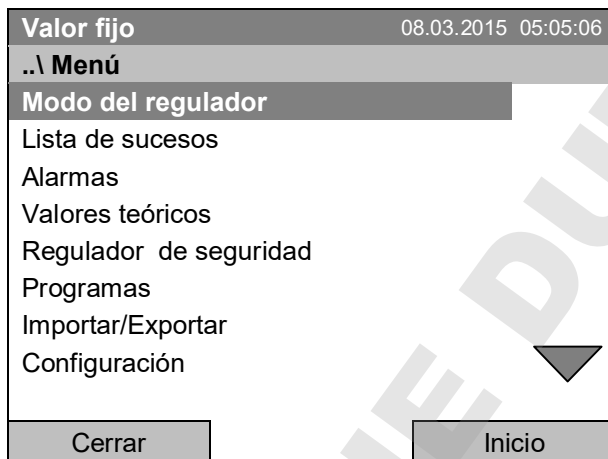 Valor fijo 08.03.2015 05:05:06
..\ Menú
Modo del regulador
Lista de sucesos
Alarmas
Valores teóricos
Regulador de seguridad
Programas
Importar/Exportar
Configuración
Cerrar Inicio